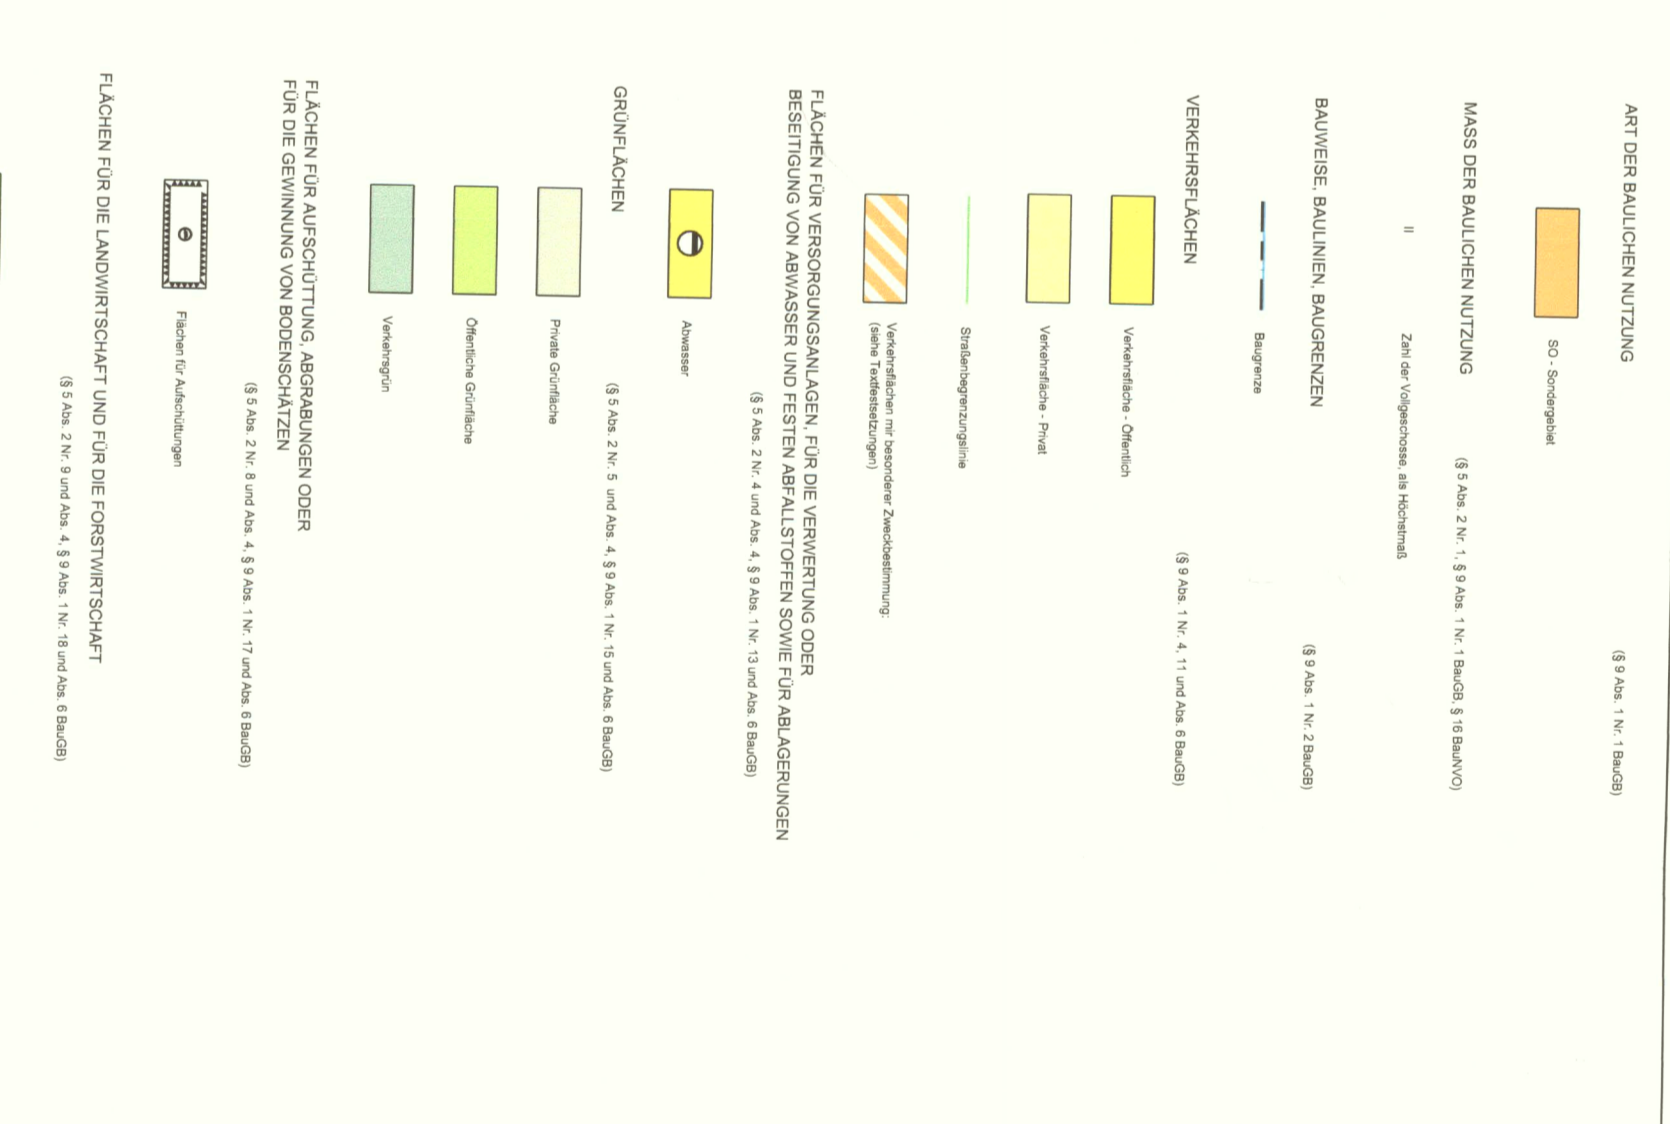 ART DER BAULICHEN NUTZUNG
(§ 9 Abs. 1 Nr. 1 BauGB)
SO - Sondergebiet
MASS DER BAULICHEN NUTZUNG
(§ 5 Abs. 2 Nr. 1, § 9 Abs. 1 Nr. 1 BauGB, § 16 BauNVO)
II
Zahl der Vollgeschosse, als Höchstmaß
BAUWEISE, BAULINIEN, BAUGRENZEN
(§ 9 Abs. 1 Nr. 2 BauGB)
Baugrenze
VERKEHRSFLÄCHEN
(§ 9 Abs. 1 Nr. 4, 11 und Abs. 6 BauGB)
Verkehrsfläche - Öffentlich
Verkehrsfläche - Privat
Straßenbegrenzungslinie
Verkehrsflächen mir besonderer Zweckbestimmung:
(siehe Textfestsetzungen)
FLÄCHEN FÜR VERSORGUNGSANLAGEN, FÜR DIE VERWERTUNG ODER
BESEITIGUNG VON ABWASSER UND FESTEN ABFALLSTOFFEN SOWIE FÜR ABLAGERUNGEN
(§ 5 Abs. 2 Nr. 4 und Abs. 4, § 9 Abs. 1 Nr. 13 und Abs. 6 BauGB)
Abwasser
GRÜNFLÄCHEN
(§ 5 Abs. 2 Nr. 5 und Abs. 4, § 9 Abs. 1 Nr. 15 und Abs. 6 BauGB)
Private Grünfläche
Öffentliche Grünfläche
Verkehrsgrün
FLÄCHEN FÜR AUFSCHÜTTUNG, ABGRABUNGEN ODER
FÜR DIE GEWINNUNG VON BODENSCHÄTZEN
(§ 5 Abs. 2 Nr. 8 und Abs. 4, § 9 Abs. 1 Nr. 17 und Abs. 6 BauGB)
Flächen für Aufschüttungen
FLÄCHEN FÜR DIE LANDWIRTSCHAFT UND FÜR DIE FORSTWIRTSCHAFT
(§ 5 Abs. 2 Nr. 9 und Abs. 4, § 9 Abs. 1 Nr. 18 und Abs. 6 BauGB)